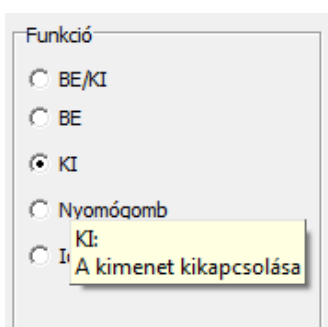 Funkció
BE/KI
BE
KI
Nyomógomb
KI:
A kimenet kikapcsolása